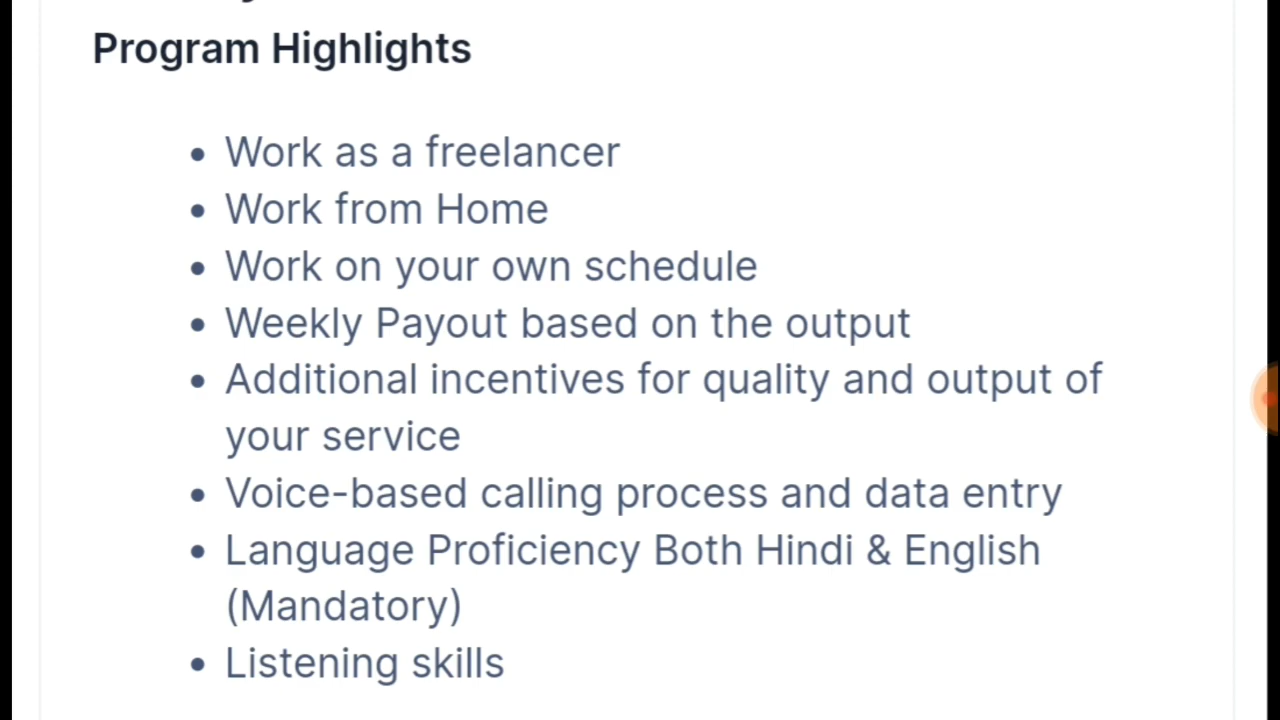 Program Highlights
• Work as a freelancer
• Work from Home
• Work on your own schedule
• Weekly Payout based on the output
• Additional incentives for quality and output of
your service
• Voice-based calling process and data entry
• Language Proficiency Both Hindi & English
(Mandatory)
• Listening skills